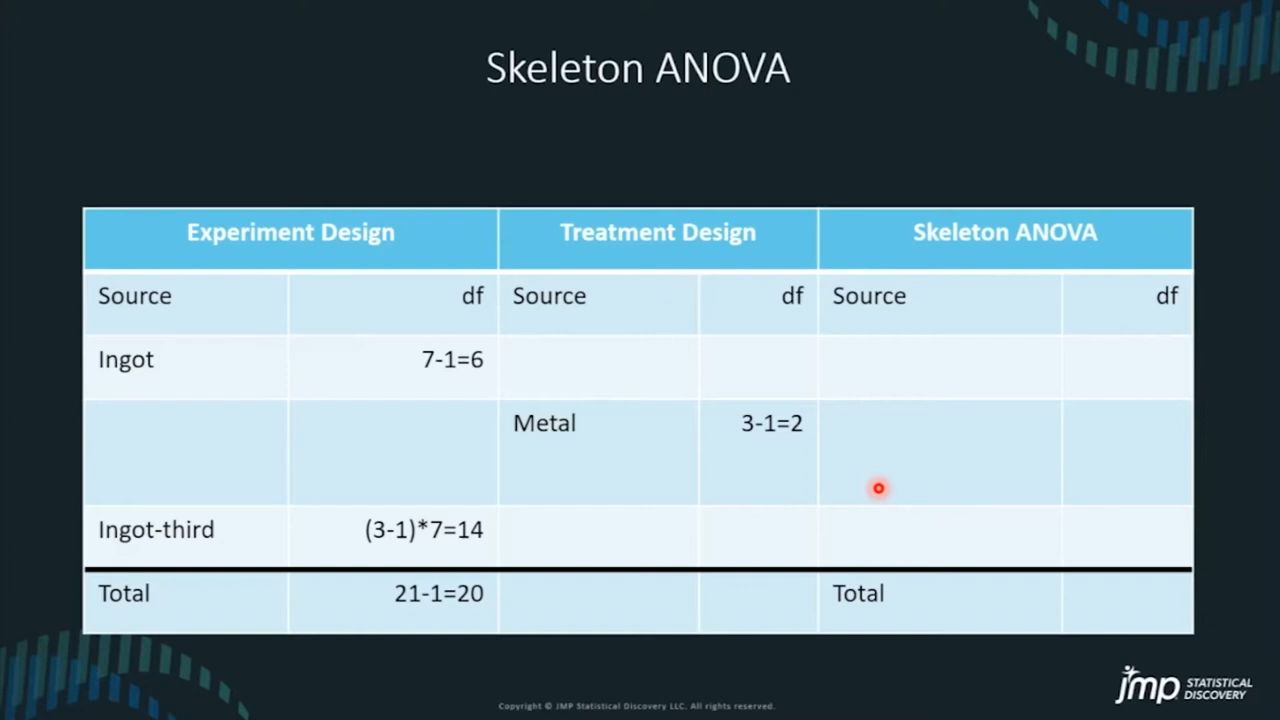 Skeleton ANOVA
Experiment Design Treatment Design Skeleton ANOVA
Source df Source df Source df
Ingot 7-1=6
Metal 3-1=2
Ingot-third (3-1)*7=14
Total 21-1=20 Total
jmp STATISTICAL DISCOVERY
Copyright © JMP Statistical Discovery LLC. All rights reserved.